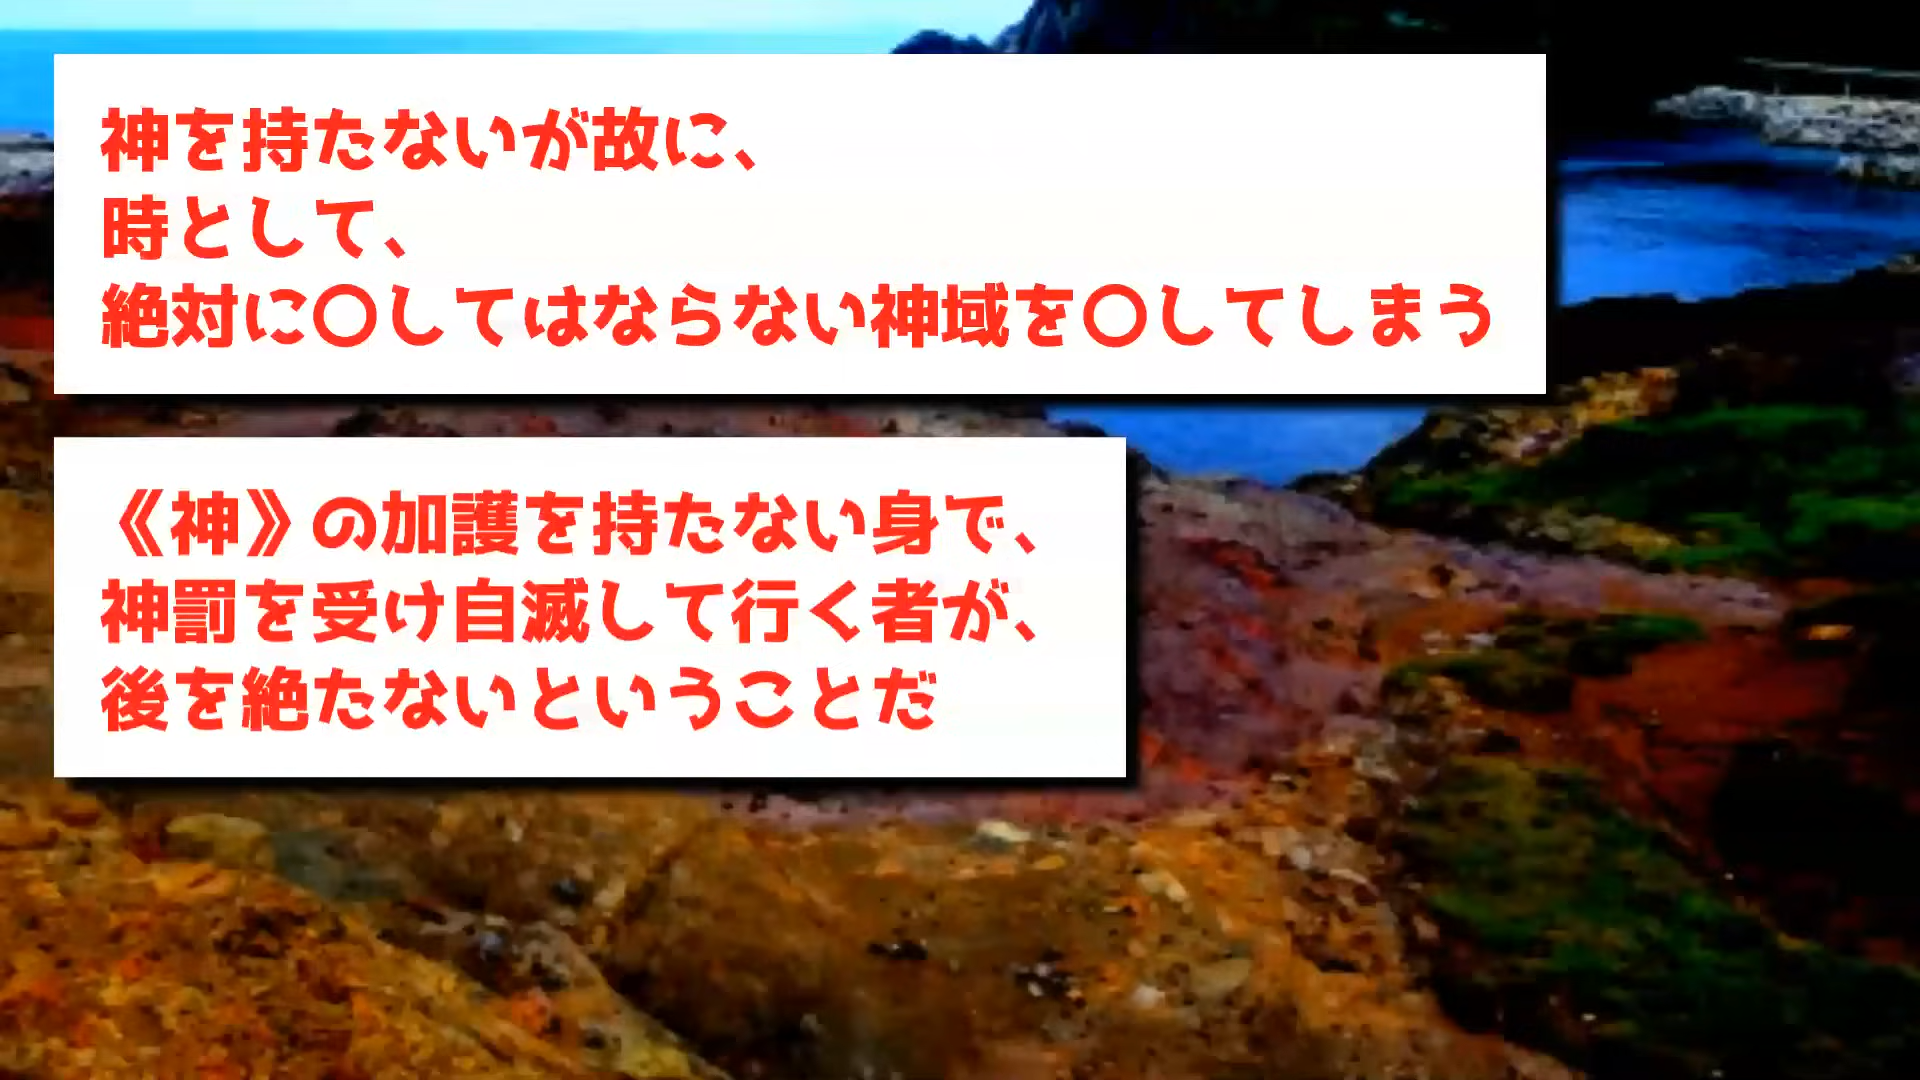 神を持たないが故に、
時として、
絶対に〇してはならない神域を〇してしまう
《神》の加護を持たない身で、
神罰を受け自滅して行く者が、
後を絶たないということだ